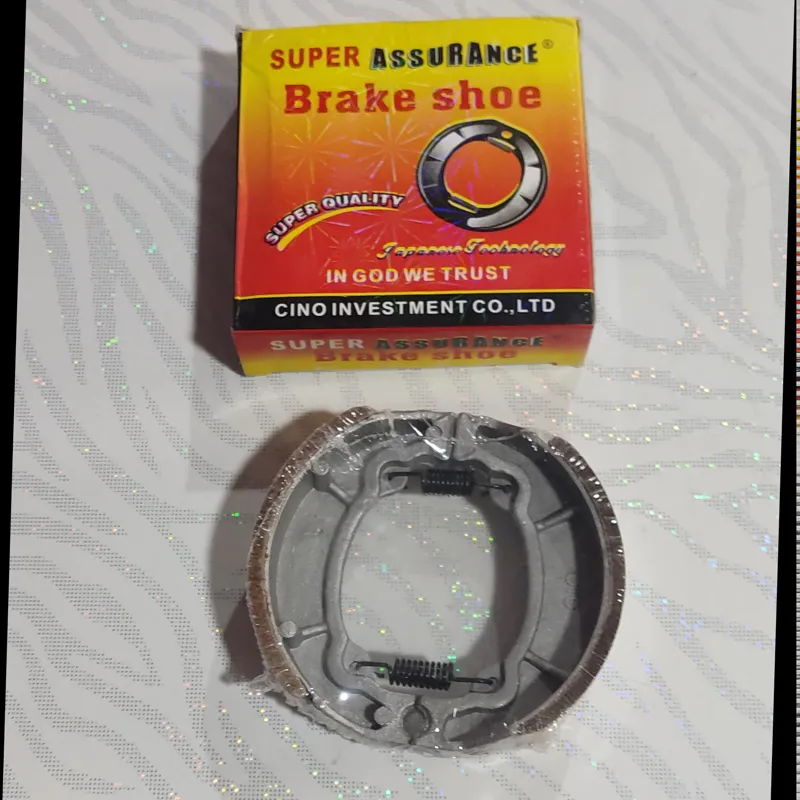 SUPER ASSURANCE®
Brake shoe
SUPER QUALITY
Japanese Technology
IN GOD WE TRUST
CINO INVESTMENT CO.,LTD
SUPER ASSURANCE®
Brake shoe